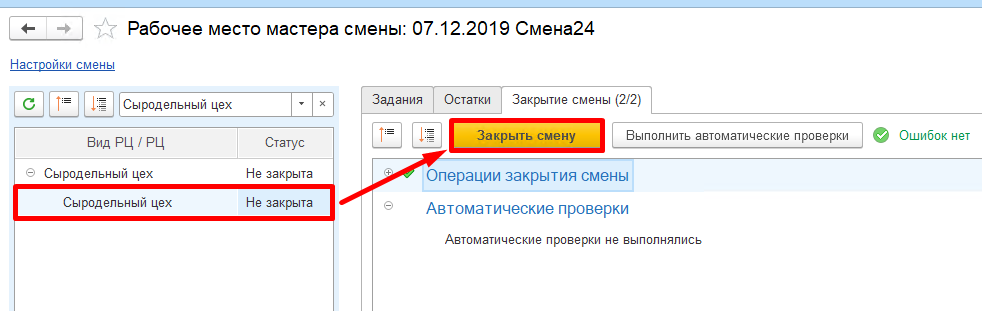 Рабочее место мастера смены: 07.12.2019 Смена24
Настройки смены
Сыродельный цех
Вид РЦ / РЦ Статус
Сыродельный цех Не закрыта
Сыродельный цех Не закрыта
Задания Остатки Закрытие смены (2/2)
Закрыть смену Выполнить автоматические проверки Ошибок нет
Операции закрытия смены
Автоматические проверки
Автоматические проверки не выполнялись